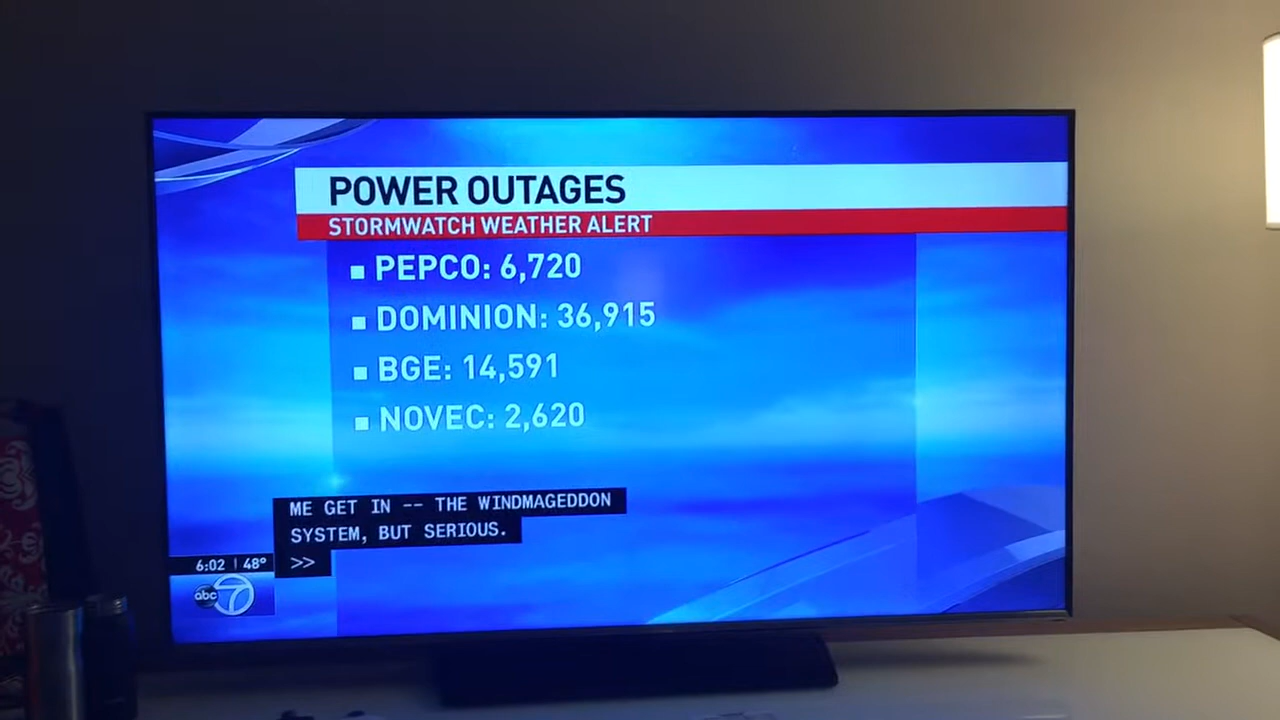 POWER OUTAGES
STORMWATCH WEATHER ALERT
▪ PEPCO: 6,720
▪ DOMINION: 36,915
▪ BGE: 14,591
▪ NOVEC: 2,620
ME GET IN -- THE WINDMAGEDDON
SYSTEM, BUT SERIOUS.
>>
6:02 | 48°
abc 7